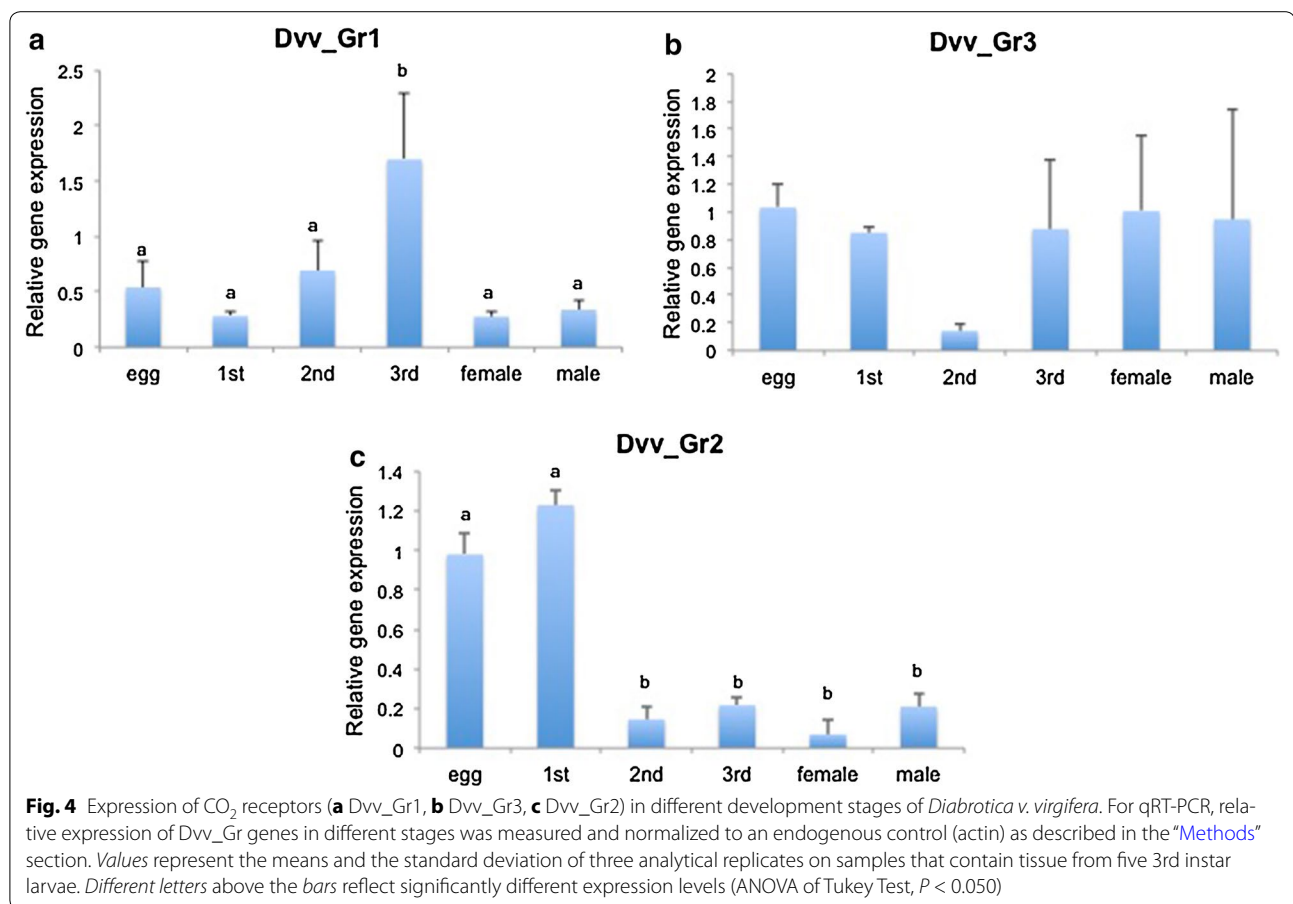 a
Dvv_Gr1
Relative gene expression
2.5
2
1.5
1
0.5
0
a
a
a
b
a
a
egg 1st 2nd 3rd female male
b
Dvv_Gr3
Relative gene expression
2
1.8
1.6
1.4
1.2
1
0.8
0.6
0.4
0.2
0
egg 1st 2nd 3rd female male
c
Dvv_Gr2
Relative gene expression
1.4
1.2
1
0.8
0.6
0.4
0.2
0
a
a
b
b
b
b
egg 1st 2nd 3rd female male
Fig. 4 Expression of CO₂ receptors (a Dvv_Gr1, b Dvv_Gr3, c Dvv_Gr2) in different development stages of Diabrotica v. virgifera. For qRT-PCR, rela-
tive expression of Dvv_Gr genes in different stages was measured and normalized to an endogenous control (actin) as described in the “Methods”
section. Values represent the means and the standard deviation of three analytical replicates on samples that contain tissue from five 3rd instar
larvae. Different letters above the bars reflect significantly different expression levels (ANOVA of Tukey Test, P < 0.050)